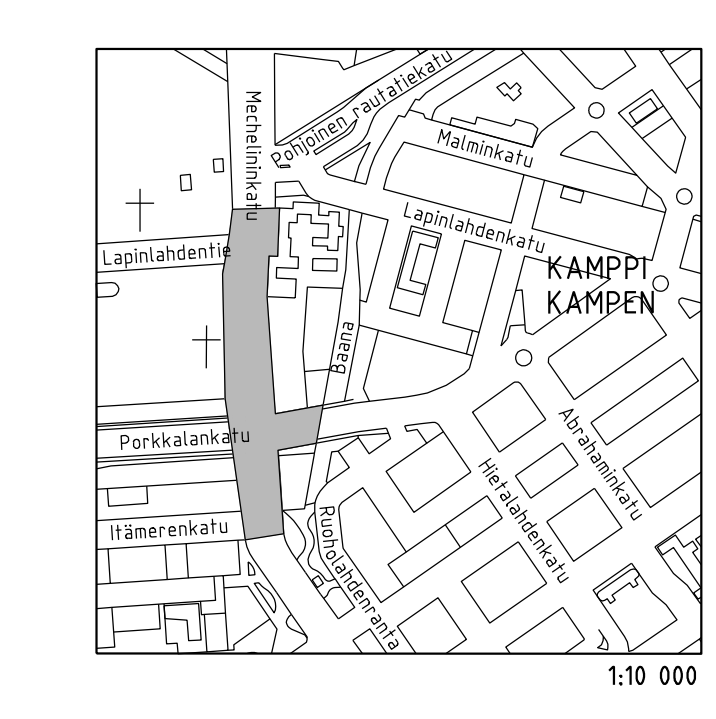 Mechelininkatu
Pohjoinen rautatiekatu
Malminkatu
Lapinlahdenkatu
Lapinlahdentie
KAMPPI
KAMPEN
Baana
Porkkalankatu
Abrahaminkatu
Hietalahdenkatu
Itämerenkatu
Ruoholahdenranta
1:10 000